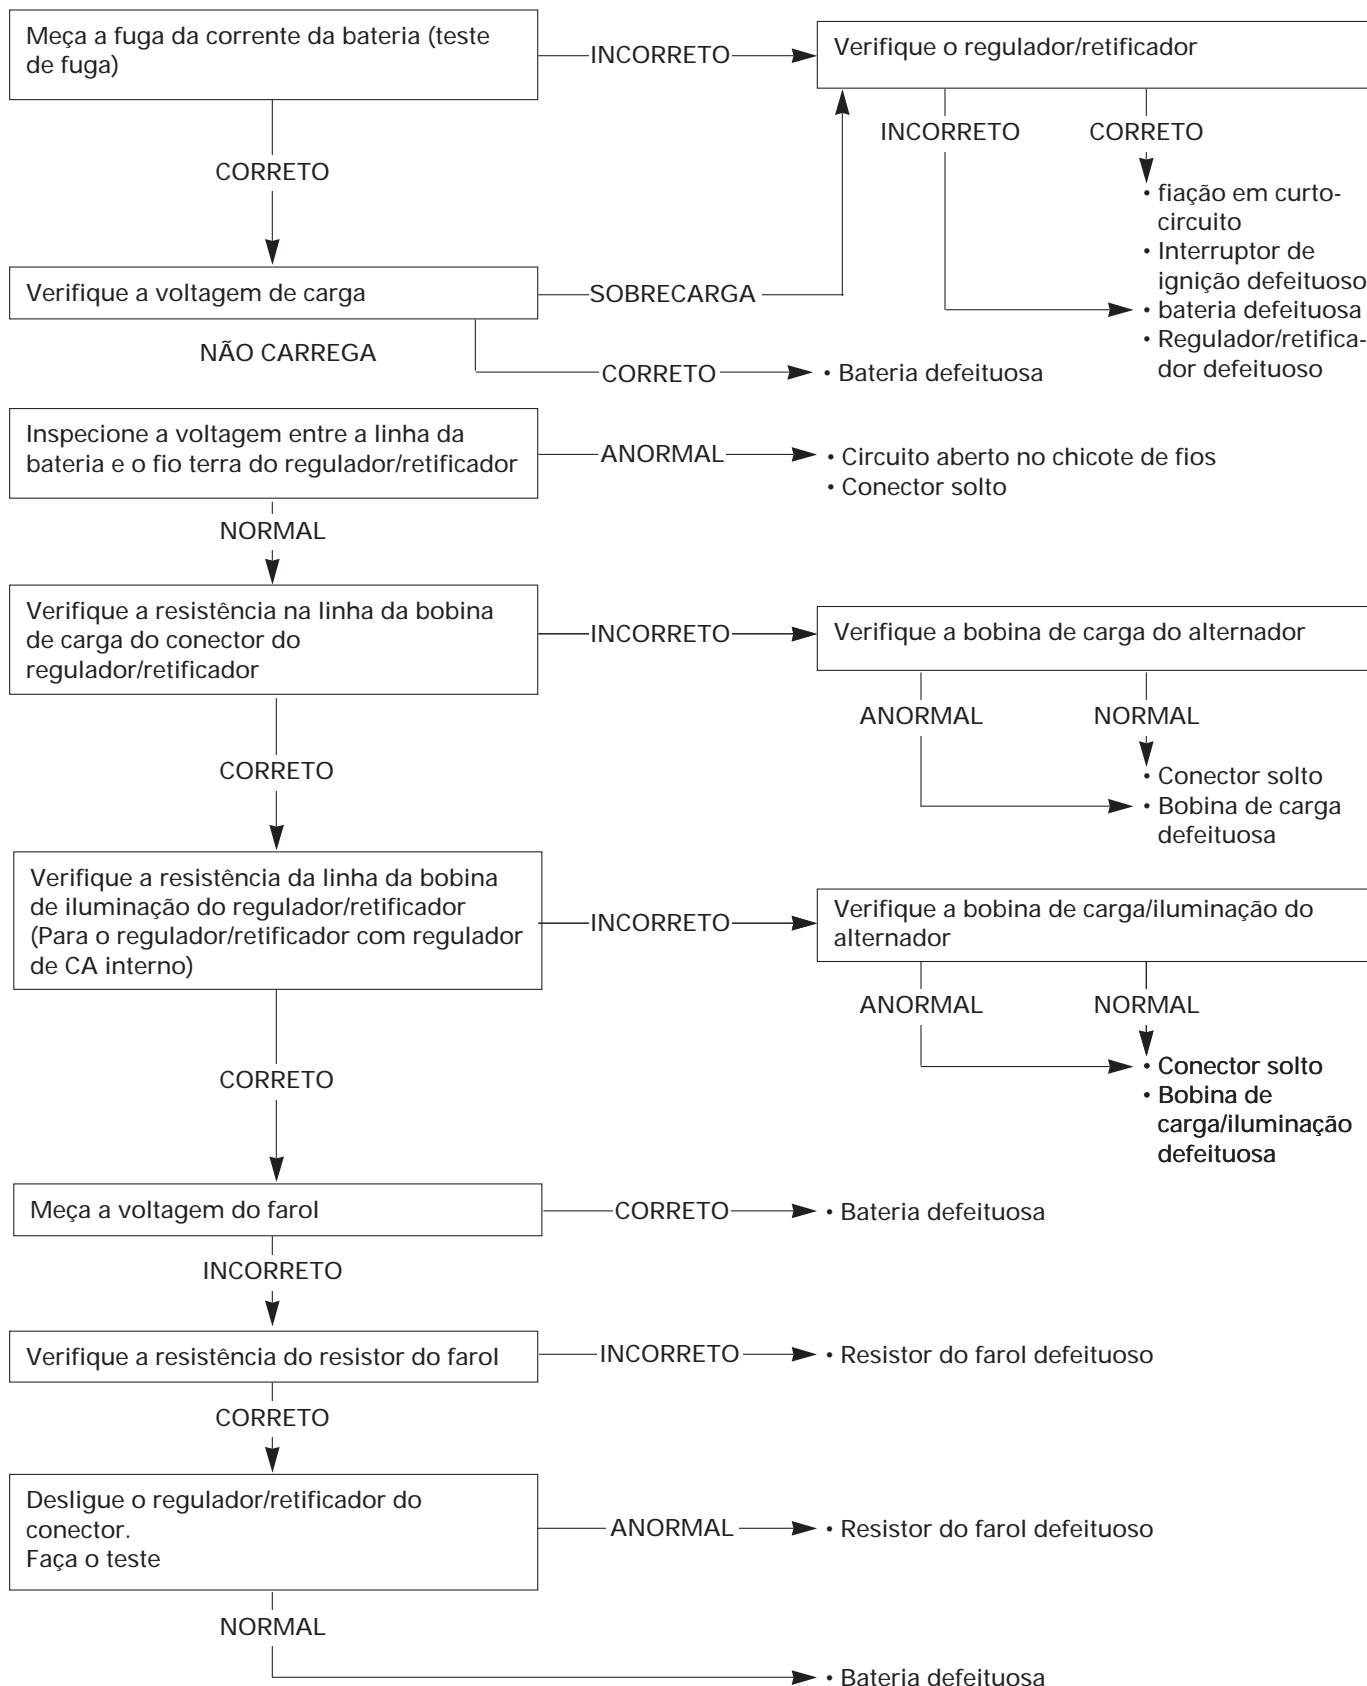 Meça a fuga da corrente da bateria (teste
de fuga)
INCORRETO
Verifique o regulador/retificador
INCORRETO
CORRETO
CORRETO
• fiação em curto-
circuito
• Interruptor de
ignição defeituoso
• bateria defeituosa
• Regulador/retifica-
dor defeituoso
Verifique a voltagem de carga
SOBRECARGA
NÃO CARREGA
CORRETO
• Bateria defeituosa
Inspecione a voltagem entre a linha da
bateria e o fio terra do regulador/retificador
ANORMAL
• Circuito aberto no chicote de fios
• Conector solto
NORMAL
Verifique a resistência na linha da bobina
de carga do conector do
regulador/retificador
INCORRETO
Verifique a bobina de carga do alternador
ANORMAL
NORMAL
CORRETO
• Conector solto
• Bobina de carga
defeituosa
Verifique a resistência da linha da bobina
de iluminação do regulador/retificador
(Para o regulador/retificador com regulador
de CA interno)
INCORRETO
Verifique a bobina de carga/iluminação do
alternador
ANORMAL
NORMAL
CORRETO
• Conector solto
• Bobina de
carga/iluminação
defeituosa
Meça a voltagem do farol
CORRETO
• Bateria defeituosa
INCORRETO
Verifique a resistência do resistor do farol
INCORRETO
• Resistor do farol defeituoso
CORRETO
Desligue o regulador/retificador do
conector.
Faça o teste
ANORMAL
• Resistor do farol defeituoso
NORMAL
• Bateria defeituosa